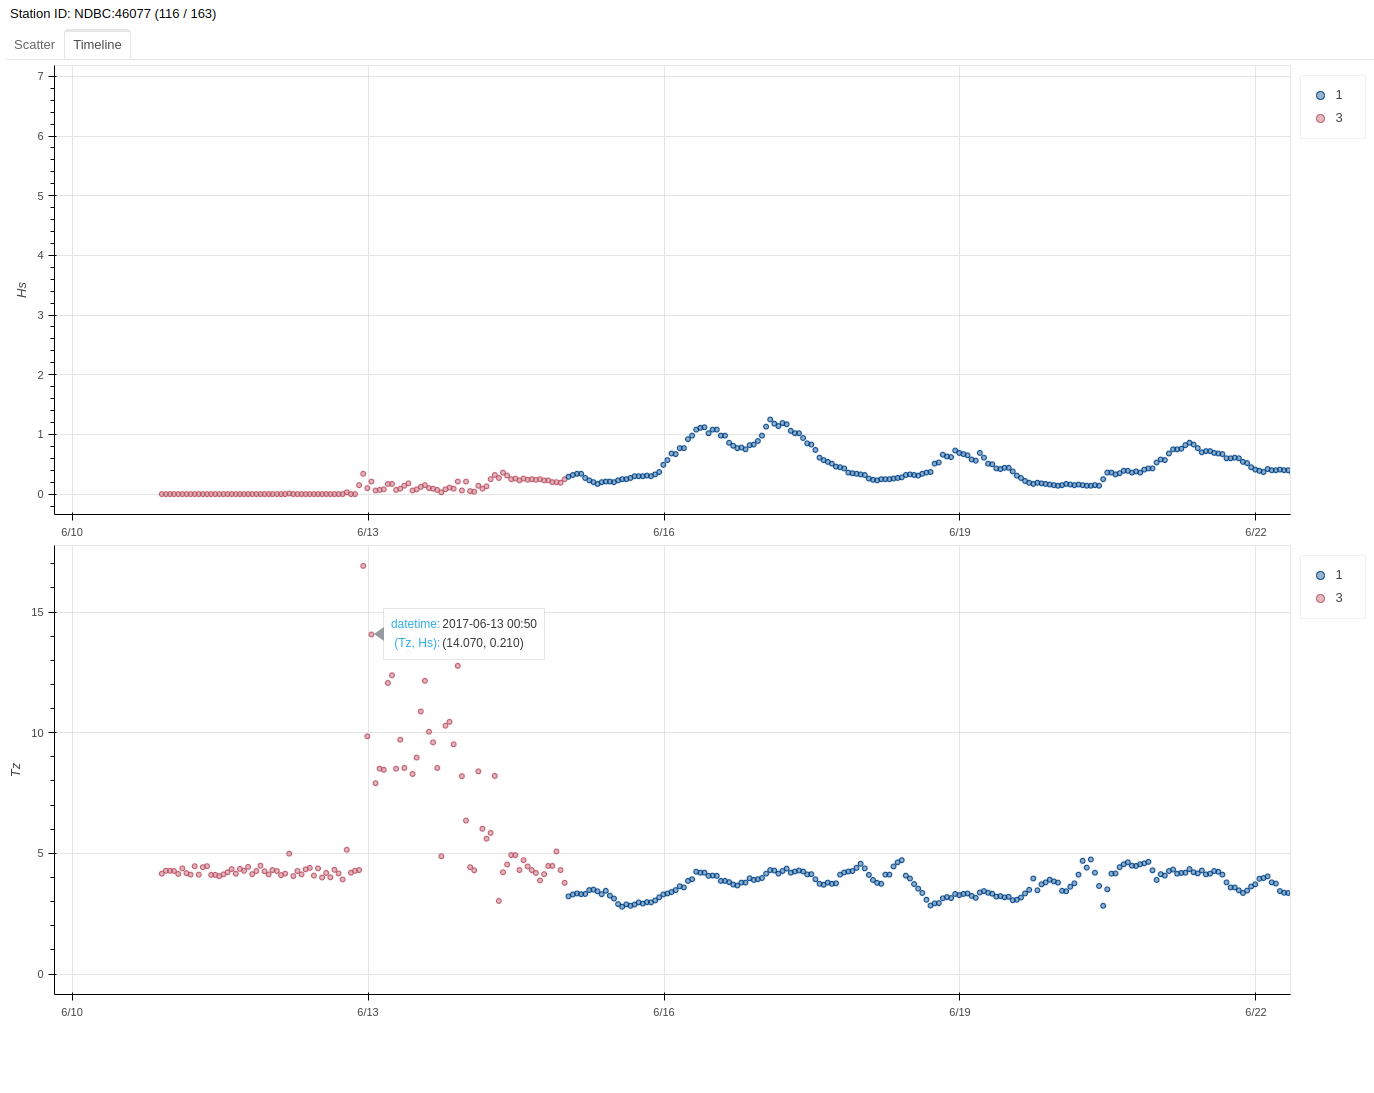 Station ID: NDBC:46077 (116 / 163)
Scatter Timeline
7
6
5
4
3
2
1
0
Hs
6/10 6/13 6/16 6/19 6/22
1
3
15
10
5
0
Tz
datetime: 2017-06-13 00:50
(Tz, Hs): (14.070, 0.210)
6/10 6/13 6/16 6/19 6/22
1
3